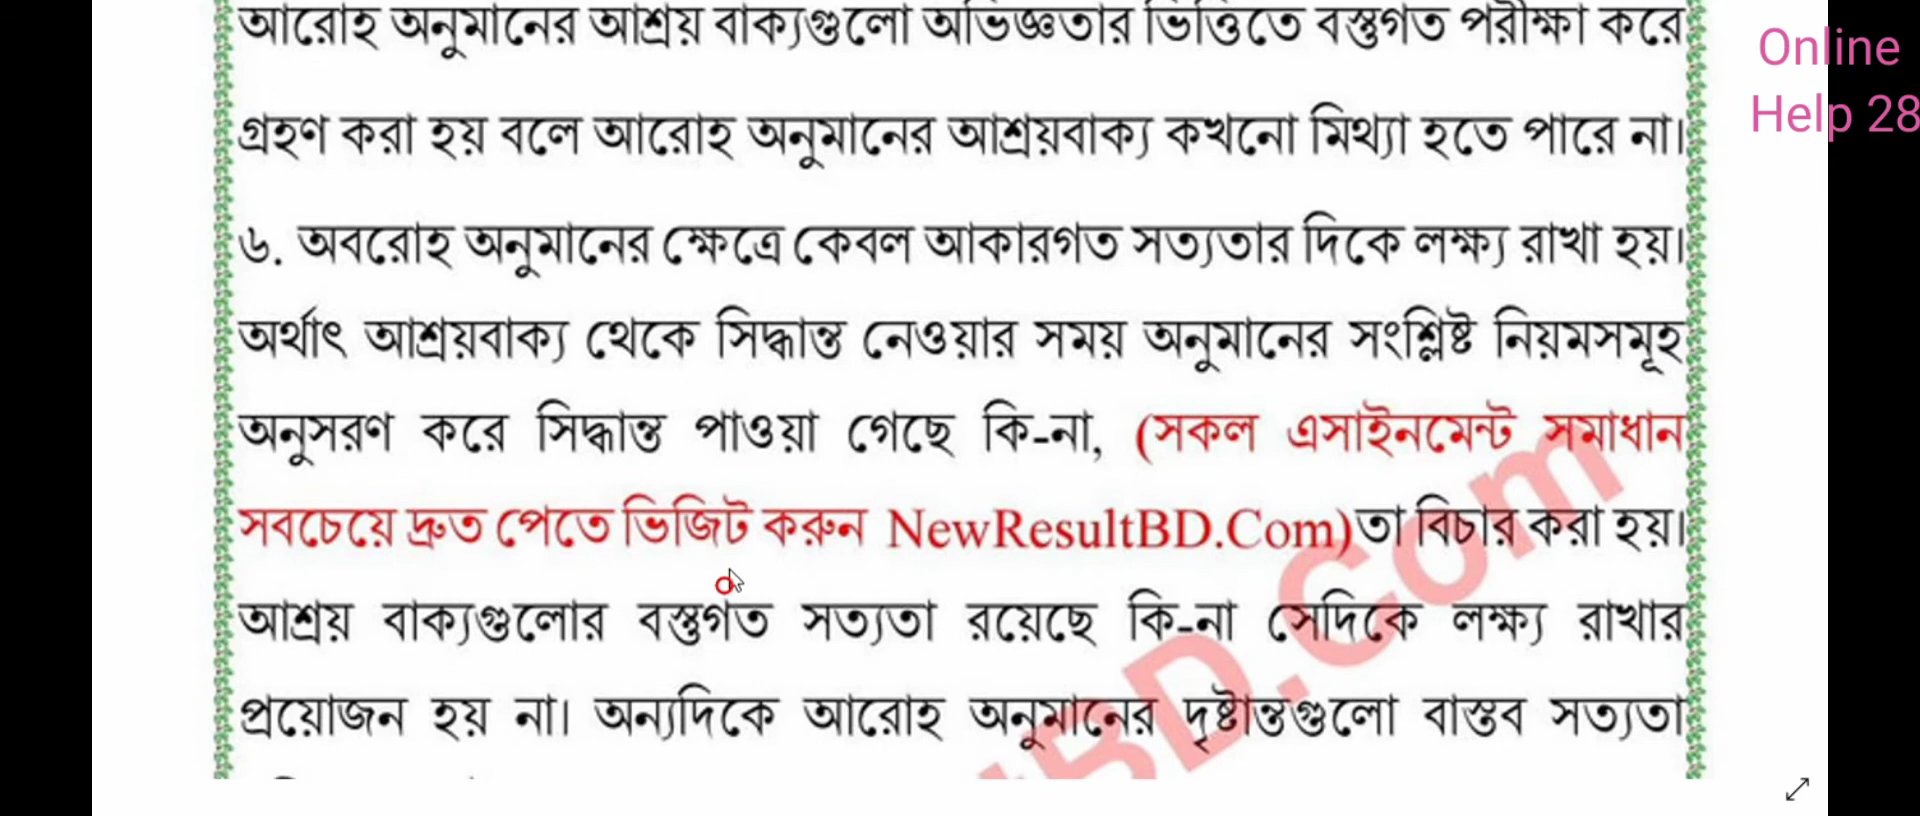 আরোহ অনুমানের আশ্রয় বাক্যগুলো অভিজ্ঞতার ভিত্তিতে বস্তুগত পরীক্ষা করে
গ্রহণ করা হয় বলে আরোহ অনুমানের আশ্রয়বাক্য কখনো মিথ্যা হতে পারে না।
৬. অবরোহ অনুমানের ক্ষেত্রে কেবল আকারগত সত্যতার দিকে লক্ষ্য রাখা হয়।
অর্থাৎ আশ্রয়বাক্য থেকে সিদ্ধান্ত নেওয়ার সময় অনুমানের সংশ্লিষ্ট নিয়মসমূহ
অনুসরণ করে সিদ্ধান্ত পাওয়া গেছে কি-না, (সকল এসাইনমেন্ট সমাধান
সবচেয়ে দ্রুত পেতে ভিজিট করুন NewResultBD.Com)তা বিচার করা হয়।
আশ্রয় বাক্যগুলোর বস্তুগত সত্যতা রয়েছে কি-না সেদিকে লক্ষ্য রাখার
প্রয়োজন হয় না। অন্যদিকে আরোহ অনুমানের দৃষ্টান্তগুলো বাস্তব সত্যতা
Online
Help 28
BD.Com